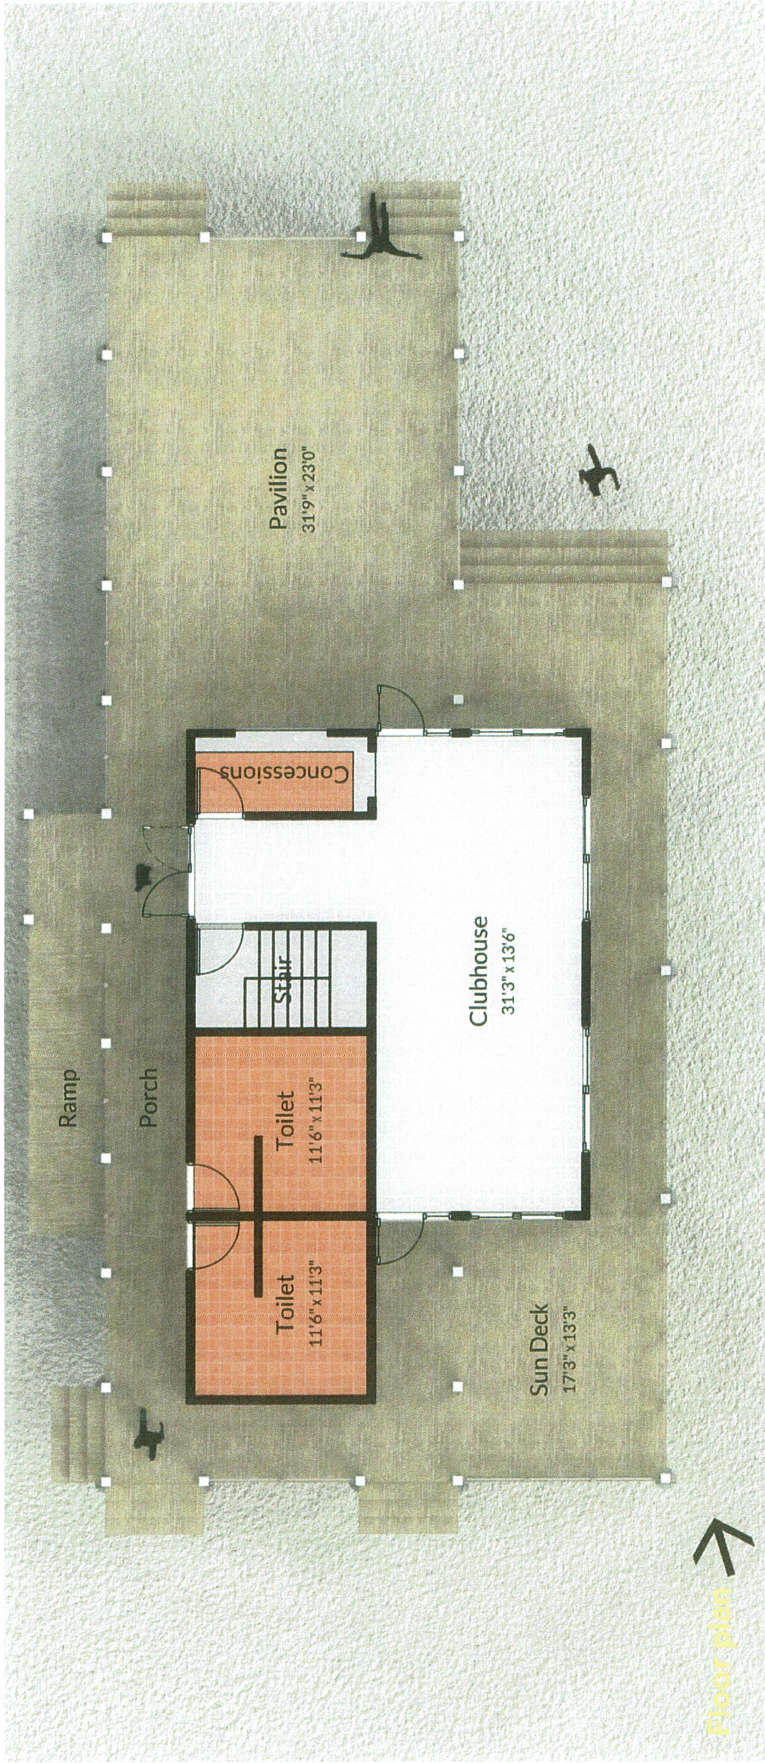 Ramp
Porch
Toilet
11'6" x 11'3"
Toilet
11'6" x 11'3"
Stair
Concessions
Pavilion
31'9" x 23'0"
Clubhouse
31'3" x 13'6"
Sun Deck
17'3" x 13'3"
Floor plan